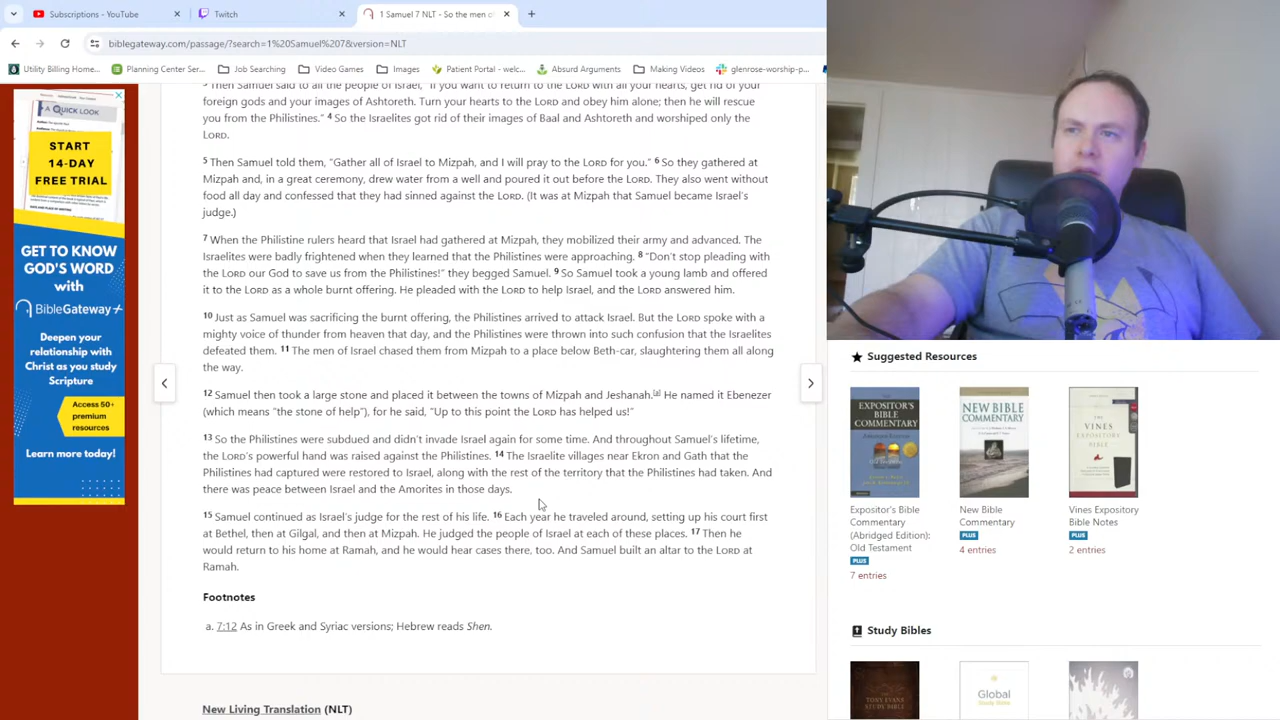 Subscriptions - YouTube
Twitch
1 Samuel 7 NLT - So the men of
biblegateway.com/passage/?search=1%20Samuel%207&version=NLT
Utility Billing Home...
Planning Center Ser...
Job Searching
Video Games
Images
Patient Portal - welc...
Absurd Arguments
Making Videos
glenrose-worship-p...
A QUICK LOOK
START
14-DAY
FREE TRIAL
GET TO KNOW
GOD'S WORD
with
BibleGateway+
Deepen your
relationship with
Christ as you study
Scripture
Access 50+
premium
resources
Learn more today!
foreign gods and your images of Ashtoreth. Turn your hearts to the LORD and obey him alone; then he will rescue
you from the Philistines." 4 So the Israelites got rid of their images of Baal and Ashtoreth and worshiped only the
LORD.
5 Then Samuel told them, "Gather all of Israel to Mizpah, and I will pray to the LORD for you." 6 So they gathered at
Mizpah and, in a great ceremony, drew water from a well and poured it out before the LORD. They also went without
food all day and confessed that they had sinned against the LORD. (It was at Mizpah that Samuel became Israel's
judge.)
7 When the Philistine rulers heard that Israel had gathered at Mizpah, they mobilized their army and advanced. The
Israelites were badly frightened when they learned that the Philistines were approaching. 8 "Don't stop pleading with
the LORD our God to save us from the Philistines!" they begged Samuel. 9 So Samuel took a young lamb and offered
it to the LORD as a whole burnt offering. He pleaded with the LORD to help Israel, and the LORD answered him.
10 Just as Samuel was sacrificing the burnt offering, the Philistines arrived to attack Israel. But the LORD spoke with a
mighty voice of thunder from heaven that day, and the Philistines were thrown into such confusion that the Israelites
defeated them. 11 The men of Israel chased them from Mizpah to a place below Beth-car, slaughtering them all along
the way.
12 Samuel then took a large stone and placed it between the towns of Mizpah and Jeshanah.[a] He named it Ebenezer
(which means "the stone of help"), for he said, "Up to this point the LORD has helped us!"
13 So the Philistines were subdued and didn't invade Israel again for some time. And throughout Samuel's lifetime,
the LORD's powerful hand was raised against the Philistines. 14 The Israelite villages near Ekron and Gath that the
Philistines had captured were restored to Israel, along with the rest of the territory that the Philistines had taken. And
there was peace between Israel and the Amorites in those days.
15 Samuel continued as Israel's judge for the rest of his life. 16 Each year he traveled around, setting up his court first
at Bethel, then at Gilgal, and then at Mizpah. He judged the people of Israel at each of these places. 17 Then he
would return to his home at Ramah, and he would hear cases there, too. And Samuel built an altar to the LORD at
Ramah.
Footnotes
a. 7:12 As in Greek and Syriac versions; Hebrew reads Shen.
New Living Translation (NLT)
Suggested Resources
EXPOSITOR'S BIBLE
COMMENTARY
NEW BIBLE
COMMENTARY
THE
VINES
EXPOSITORY
BIBLE
Expositor's Bible
Commentary
(Abridged Edition):
Old Testament
PLUS
7 entries
New Bible
Commentary
PLUS
4 entries
Vines Expository
Bible Notes
PLUS
2 entries
Study Bibles
THE TONY EVANS
STUDY BIBLE
Global
Study Bible